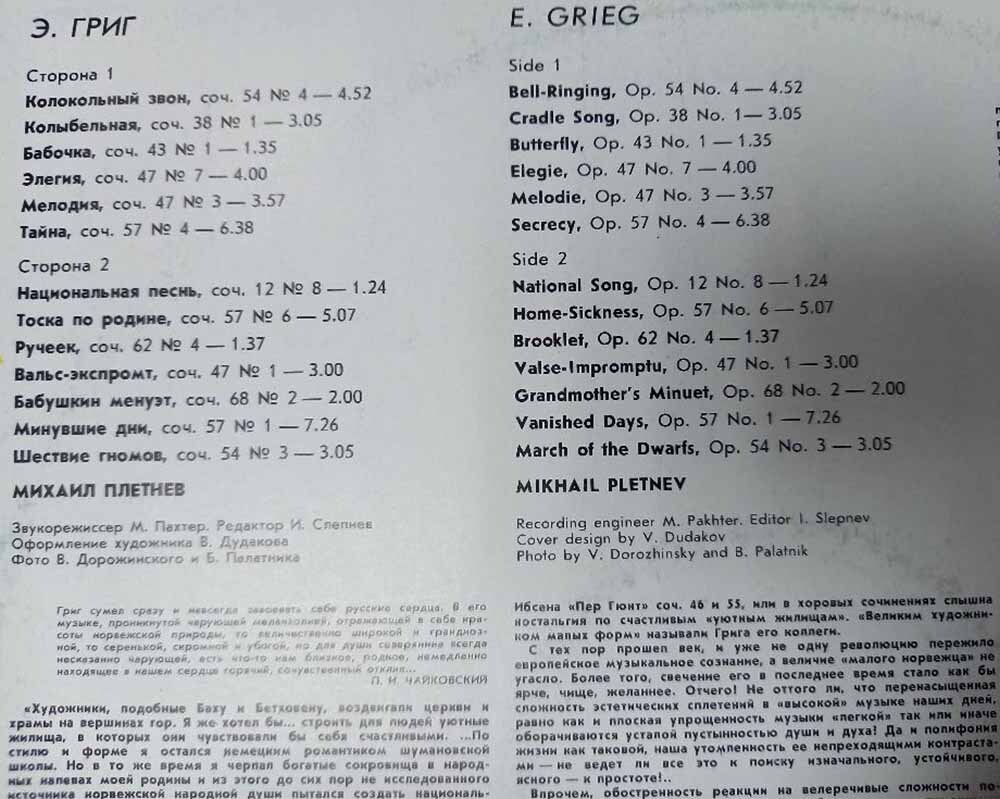 Э. ГРИГ
Сторона 1
Колокольный звон, соч. 54 № 4 — 4.52
Колыбельная, соч. 38 № 1 — 3.05
Бабочка, соч. 43 № 1 — 1.35
Элегия, соч. 47 № 7 — 4.00
Мелодия, соч. 47 № 3 — 3.57
Тайна, соч. 57 № 4 — 6.38
Сторона 2
Национальная песнь, соч. 12 № 8 — 1.24
Тоска по родине, соч. 57 № 6 — 5.07
Ручеек, соч. 62 № 4 — 1.37
Вальс-экспромт, соч. 47 № 1 — 3.00
Бабушкин менуэт, соч. 68 № 2 — 2.00
Минувшие дни, соч. 57 № 1 — 7.26
Шествие гномов, соч. 54 № 3 — 3.05
МИХАИЛ ПЛЕТНЕВ
Звукорежиссер М. Пахтер. Редактор И. Слепнев
Оформление художника В. Дудакова
Фото В. Дорожинского и Б. Палатника
Григ сумел сразу и навсегда завоевать себе русские сердца. В его
музыке, проникнутой чарующей меланхолией, отражающей в себе кра-
соты норвежской природы, то величественно широкой и грандиоз-
ной, то серенькой, скромной и убогой, но для души северянина всегда
несказанно чарующей, есть что-то нам близкое, родное, немедленно
находящее в нашем сердце горячий, сочувственный отклик...
П. И. ЧАЙКОВСКИЙ
«Художники, подобные Баху и Бетховену, воздвигали церкви и
храмы на вершинах гор. Я же хотел бы... строить для людей уютные
жилища, в которых они чувствовали бы себя счастливыми. ...По
стилю и форме я остался немецким романтиком шумановской
школы. Но в то же время я черпал богатые сокровища в народ-
ных напевах моей родины и из этого до сих пор не исследованного
источника норвежской народной души пытался создать националь-
E. GRIEG
Side 1
Bell-Ringing, Op. 54 No. 4 — 4.52
Cradle Song, Op. 38 No. 1 — 3.05
Butterfly, Op. 43 No. 1 — 1.35
Elegie, Op. 47 No. 7 — 4.00
Melodie, Op. 47 No. 3 — 3.57
Secrecy, Op. 57 No. 4 — 6.38
Side 2
National Song, Op. 12 No. 8 — 1.24
Home-Sickness, Op. 57 No. 6 — 5.07
Brooklet, Op. 62 No. 4 — 1.37
Valse-Impromptu, Op. 47 No. 1 — 3.00
Grandmother's Minuet, Op. 68 No. 2 — 2.00
Vanished Days, Op. 57 No. 1 — 7.26
March of the Dwarfs, Op. 54 No. 3 — 3.05
MIKHAIL PLETNEV
Recording engineer M. Pakhter. Editor I. Slepnev
Cover design by V. Dudakov
Photo by V. Dorozhinsky and B. Palatnik
Ибсена «Пер Гюнт» соч. 46 и 55, или в хоровых сочинениях слышна
ностальгия по счастливым «уютным жилищам». «Великим художни-
ком малых форм» называли Грига его коллеги.
С тех пор прошел век, и уже не одну революцию пережило
европейское музыкальное сознание, а величие «малого норвежца» не
угасло. Более того, свечение его в последнее время стало как бы
ярче, чище, желаннее. Отчего! Не оттого ли, что перенасыщенная
сложность эстетических сплетений в «высокой» музыке наших дней,
равно как и плоская упрощенность музыки «легкой» так или иначе
оборачиваются усталой пустынностью души и духа! Да и полифония
жизни как таковой, наша утомленность ее непреходящими контраста-
ми — не ведет ли все это к поиску изначального, устойчивого,
ясного — к простоте!..
Впрочем, обостренность реакции на велеречивые сложности по